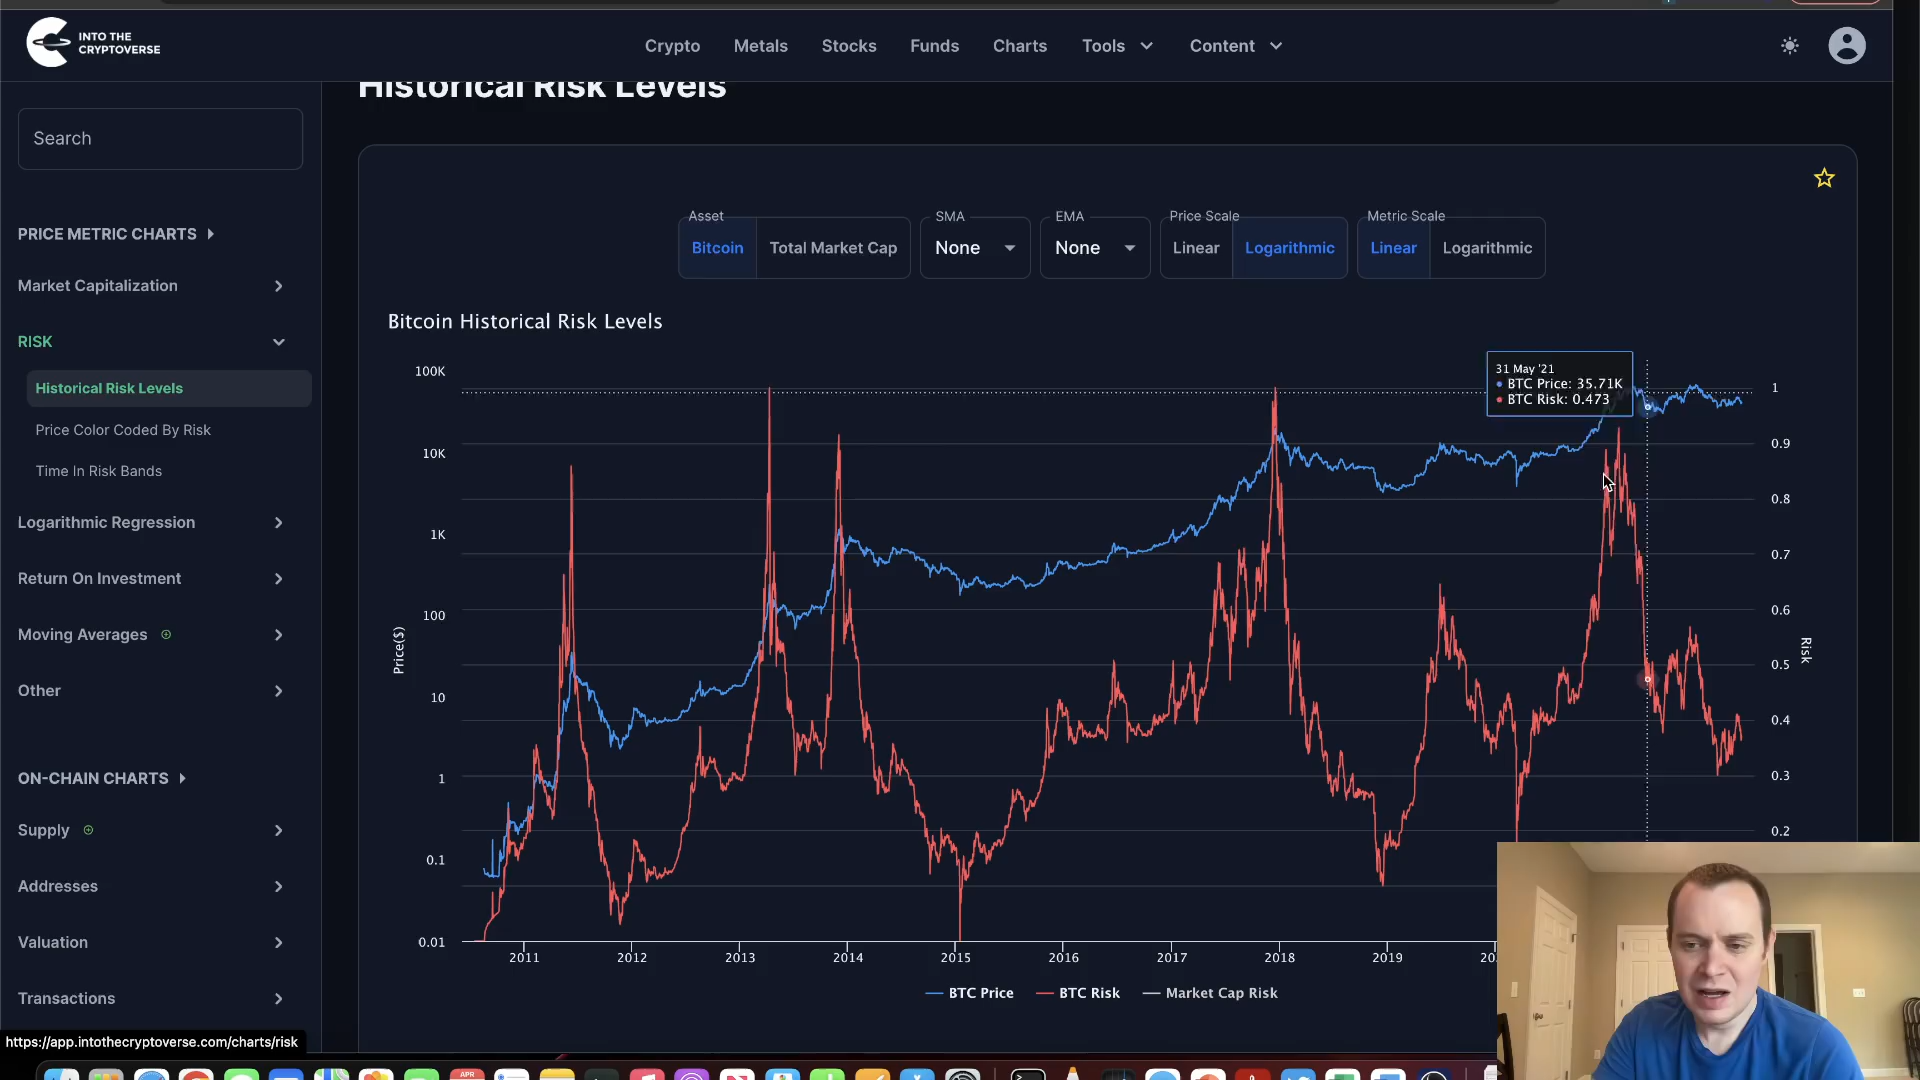 INTO THE
CRYPTOVERSE
Crypto
Metals
Stocks
Funds
Charts
Tools
Content
Historical Risk Levels
Search
PRICE METRIC CHARTS
Market Capitalization
RISK
Historical Risk Levels
Price Color Coded By Risk
Time In Risk Bands
Logarithmic Regression
Return On Investment
Moving Averages
Other
ON-CHAIN CHARTS
Supply
Addresses
Valuation
Transactions
https://app.intothecryptoverse.com/charts/risk
Asset
Bitcoin
Total Market Cap
SMA
None
EMA
None
Price Scale
Linear
Logarithmic
Metric Scale
Linear
Logarithmic
Bitcoin Historical Risk Levels
31 May '21
BTC Price: 35.71K
BTC Risk: 0.473
100K
10K
1K
100
10
1
0.1
0.01
Price($)
1
0.9
0.8
0.7
0.6
0.5
0.4
0.3
0.2
Risk
2011
2012
2013
2014
2015
2016
2017
2018
2019
BTC Price
BTC Risk
Market Cap Risk
APR